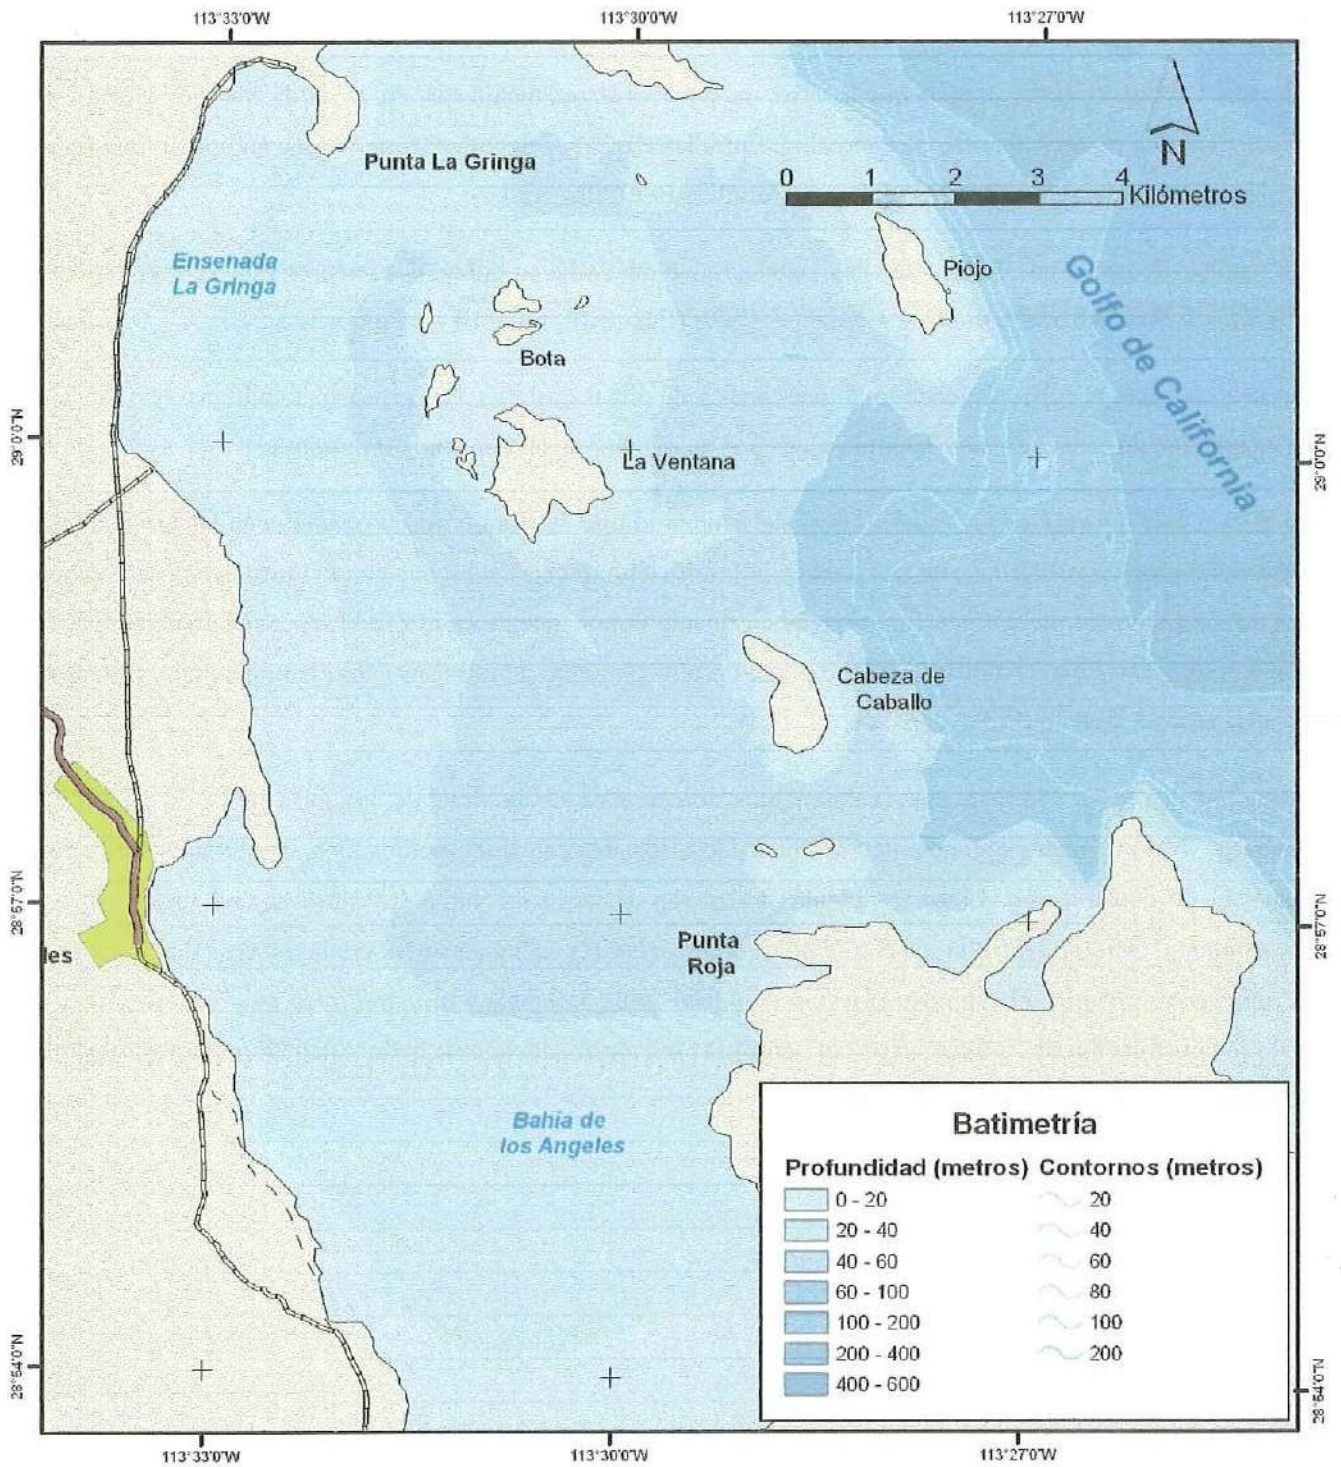 113°33'0"W 113°30'0"W 113°27'0"W
N
0 1 2 3 4
Kilómetros
Punta La Gringa
Ensenada
La Gringa
Piojo
Golfo de California
Bota
29°0'0"N
La Ventana
29°0'0"N
Cabeza de
Caballo
28°57'0"N
28°57'0"N
Punta
Roja
les
Bahía de
los Angeles
Batimetría
Profundidad (metros) Contornos (metros)
0 - 20 20
20 - 40 40
40 - 60 60
60 - 100 80
100 - 200 100
200 - 400 200
400 - 600
28°54'0"N
28°54'0"N
113°33'0"W 113°30'0"W 113°27'0"W